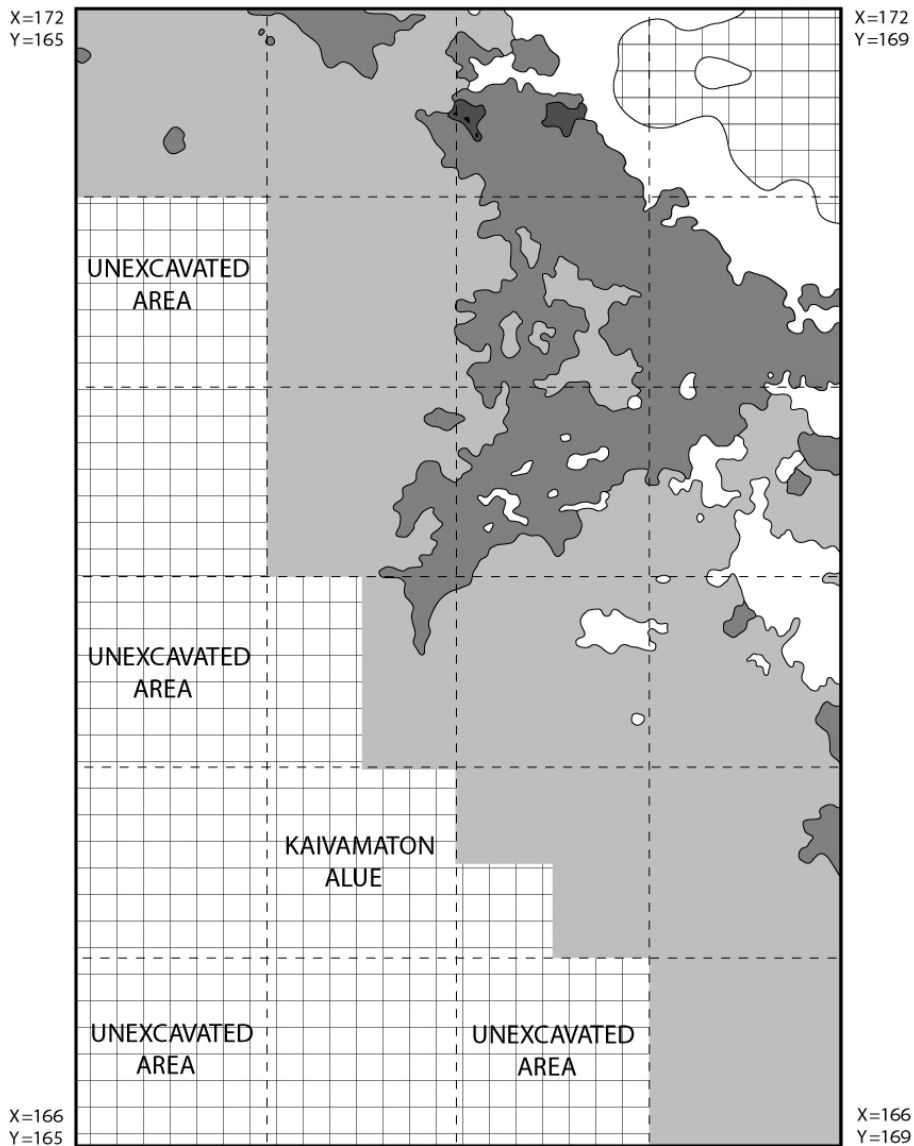 X=172
Y=165
X=172
Y=169
UNEXCAVATED
AREA
UNEXCAVATED
AREA
KAIVAMATON
ALUE
UNEXCAVATED
AREA
UNEXCAVATED
AREA
X=166
Y=165
X=166
Y=169